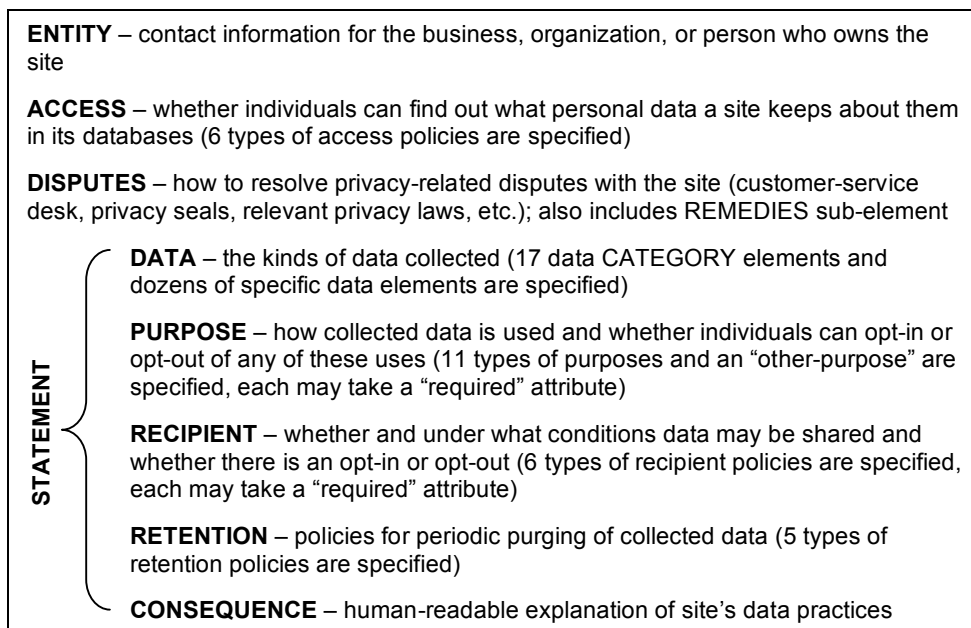 ENTITY – contact information for the business, organization, or person who owns the
site
ACCESS – whether individuals can find out what personal data a site keeps about them
in its databases (6 types of access policies are specified)
DISPUTES – how to resolve privacy-related disputes with the site (customer-service
desk, privacy seals, relevant privacy laws, etc.); also includes REMEDIES sub-element
STATEMENT
DATA – the kinds of data collected (17 data CATEGORY elements and
dozens of specific data elements are specified)
PURPOSE – how collected data is used and whether individuals can opt-in or
opt-out of any of these uses (11 types of purposes and an “other-purpose” are
specified, each may take a “required” attribute)
RECIPIENT – whether and under what conditions data may be shared and
whether there is an opt-in or opt-out (6 types of recipient policies are specified,
each may take a “required” attribute)
RETENTION – policies for periodic purging of collected data (5 types of
retention policies are specified)
CONSEQUENCE – human-readable explanation of site’s data practices